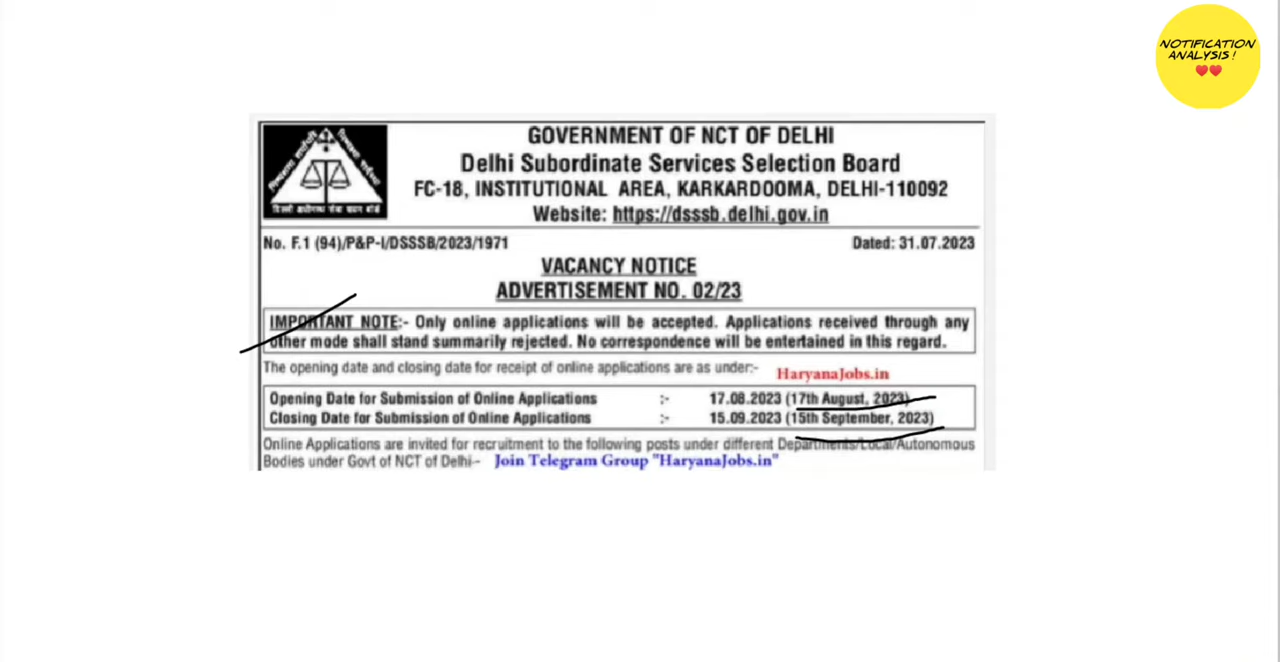 NOTIFICATION
ANALYSIS!
GOVERNMENT OF NCT OF DELHI
Delhi Subordinate Services Selection Board
FC-18, INSTITUTIONAL AREA, KARKARDOOMA, DELHI-110092
Website: https://dsssb.delhi.gov.in
दिल्ली अधीनस्थ सेवा चयन बोर्ड
No. F.1 (94)/P&P-I/DSSSB/2023/1971 Dated: 31.07.2023
VACANCY NOTICE
ADVERTISEMENT NO. 02/23
IMPORTANT NOTE:- Only online applications will be accepted. Applications received through any
other mode shall stand summarily rejected. No correspondence will be entertained in this regard.
The opening date and closing date for receipt of online applications are as under:- HaryanaJobs.in
Opening Date for Submission of Online Applications :- 17.08.2023 (17th August, 2023)
Closing Date for Submission of Online Applications :- 15.09.2023 (15th September, 2023)
Online Applications are invited for recruitment to the following posts under different Departments/Local/Autonomous
Bodies under Govt of NCT of Delhi- Join Telegram Group "HaryanaJobs.in"